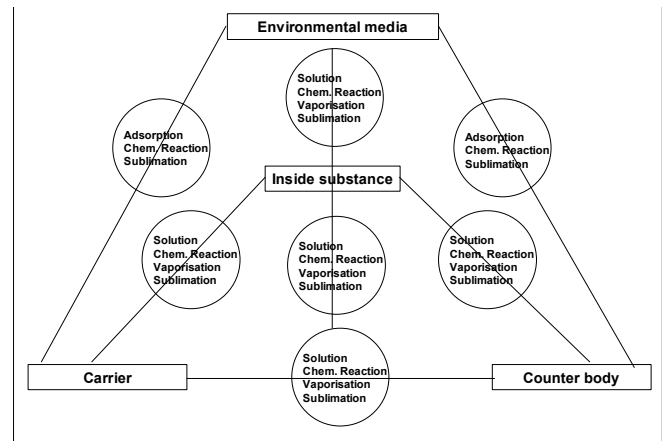 Environmental media
Solution
Chem. Reaction
Vaporisation
Sublimation
Adsorption
Chem. Reaction
Sublimation
Adsorption
Chem. Reaction
Sublimation
Inside substance
Solution
Chem. Reaction
Vaporisation
Sublimation
Solution
Chem. Reaction
Vaporisation
Sublimation
Solution
Chem. Reaction
Vaporisation
Sublimation
Carrier
Solution
Chem. Reaction
Vaporisation
Sublimation
Counter body